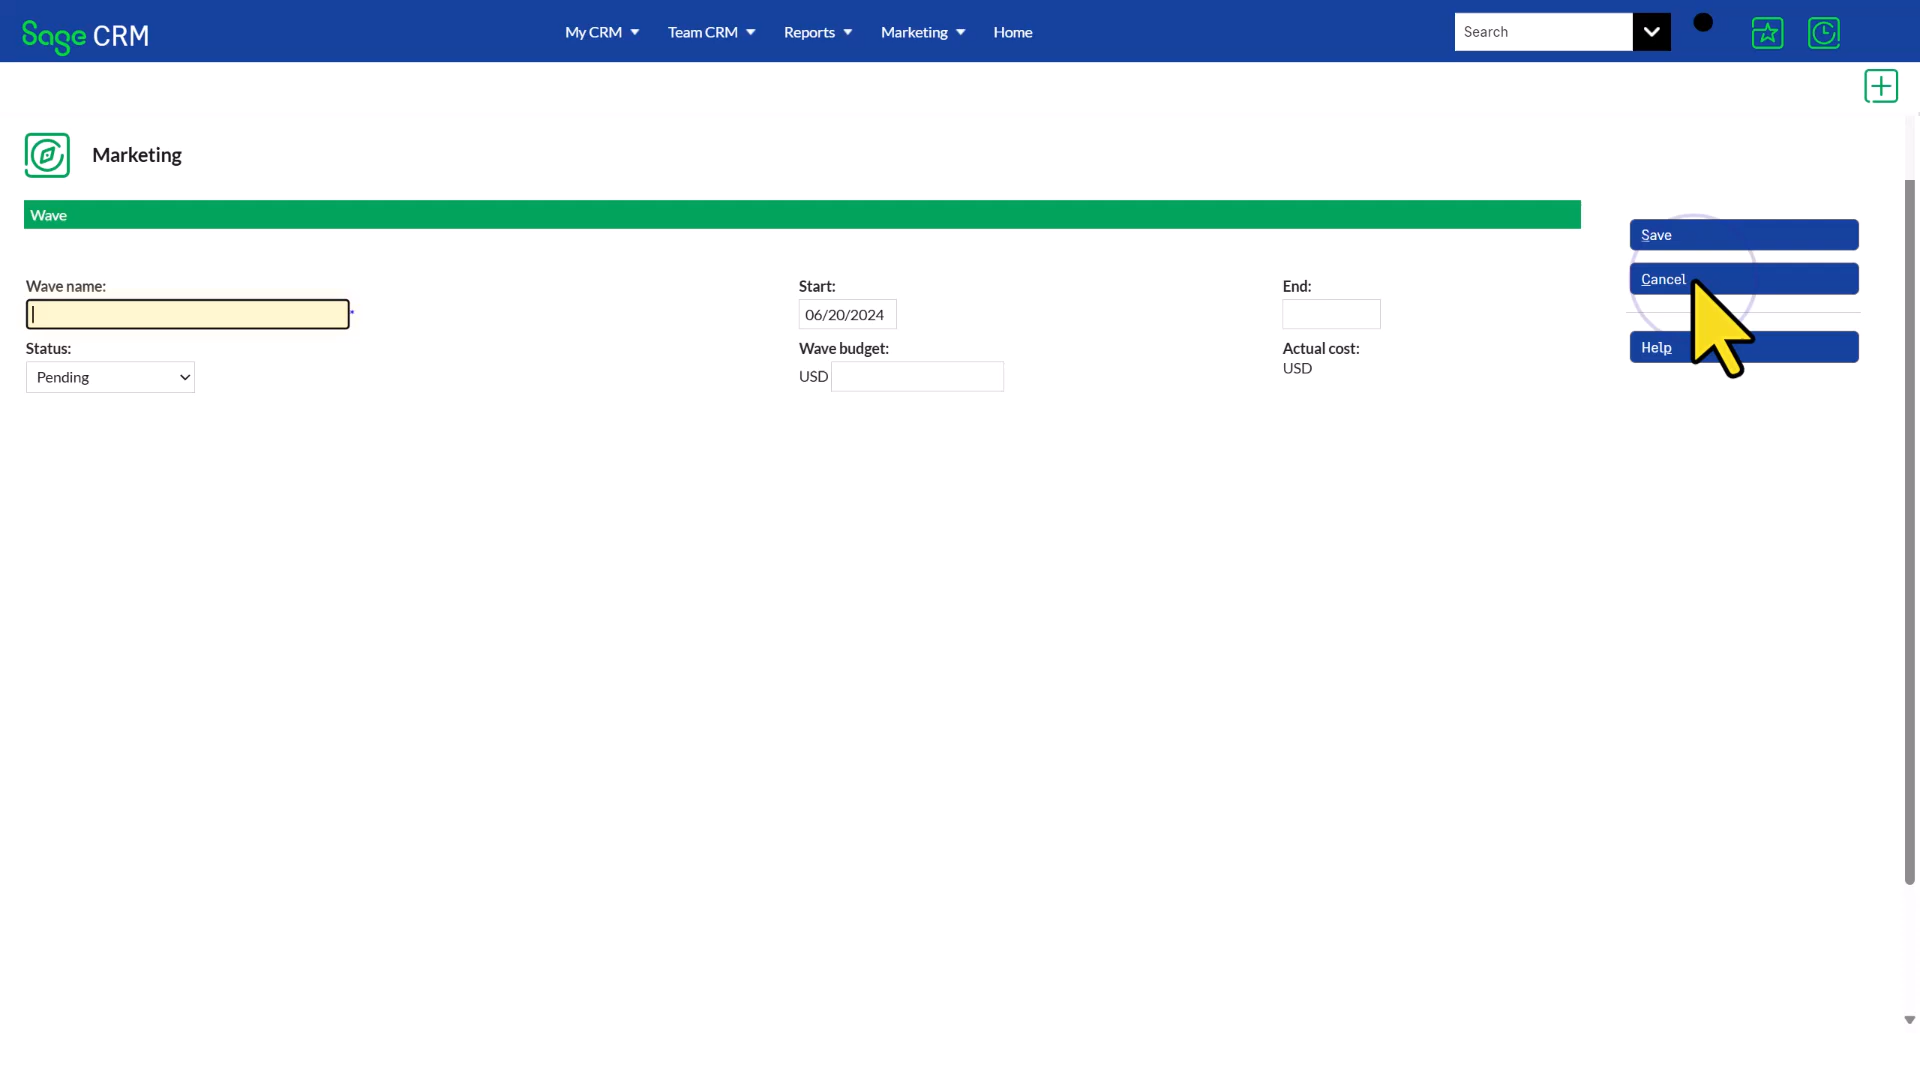 Sage CRM
My CRM Team CRM Reports Marketing Home
Search
Marketing
Wave
Save
Cancel
Help
Wave name: Start: End:
*
06/20/2024
Status: Wave budget: Actual cost:
Pending USD USD